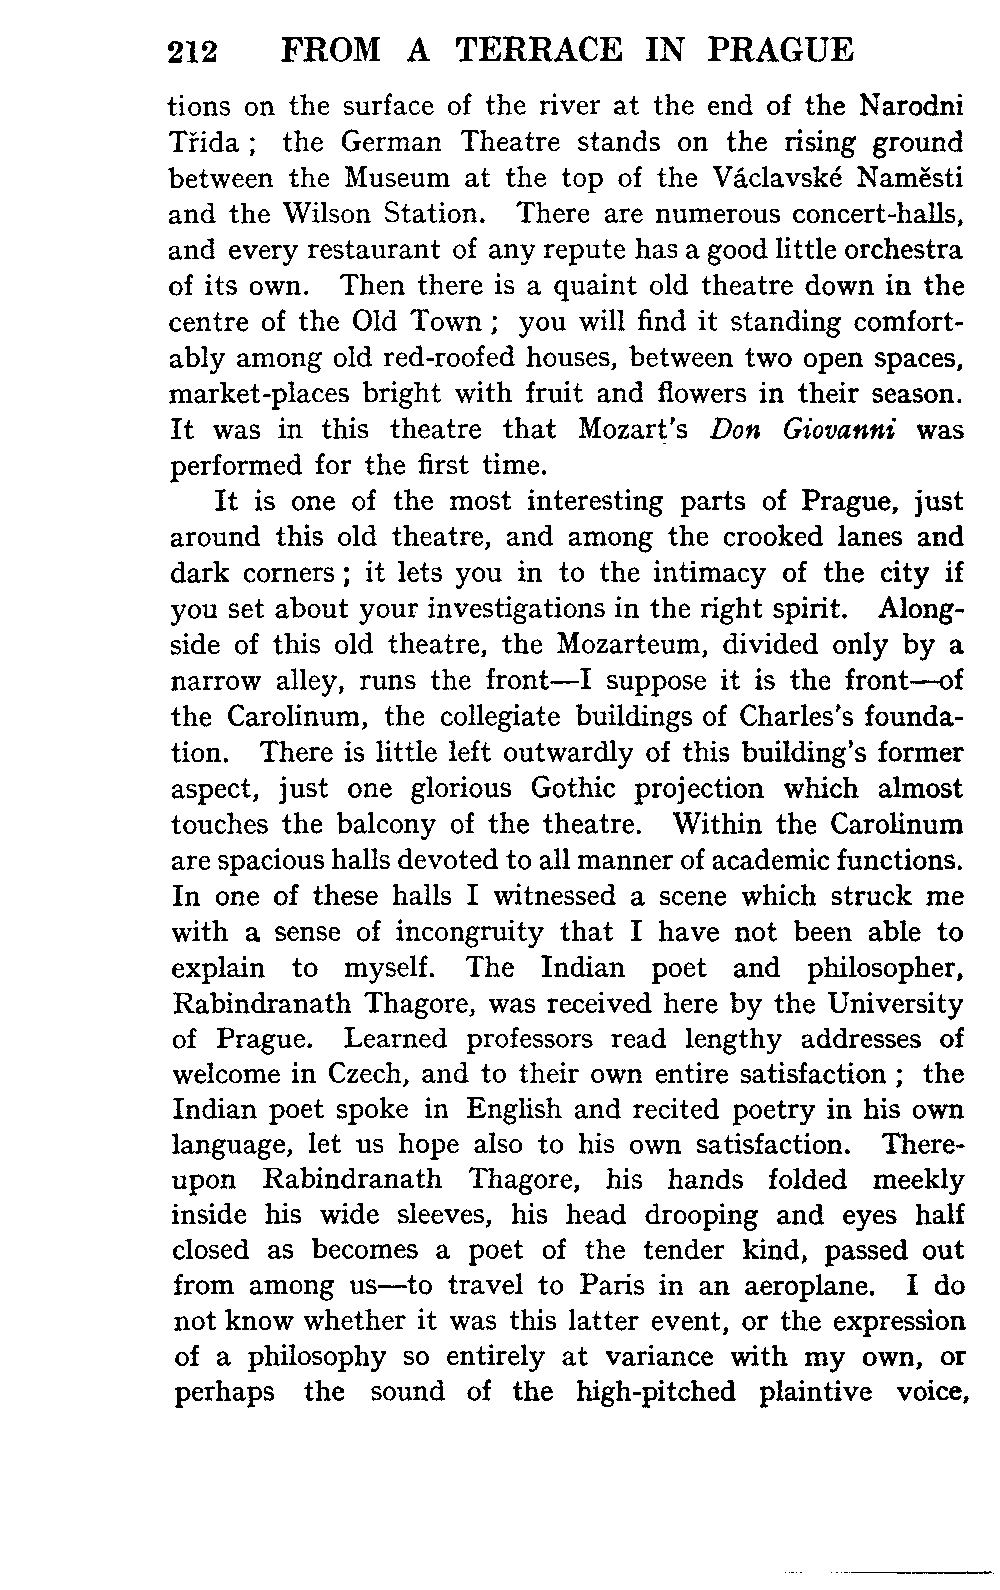 212 FROM A TERRACE IN PRAGUE
tions on the surface of the river at the end of the Narodni
Třida ; the German Theatre stands on the rising ground
between the Museum at the top of the Václavské Naměsti
and the Wilson Station. There are numerous concert-halls,
and every restaurant of any repute has a good little orchestra
of its own. Then there is a quaint old theatre down in the
centre of the Old Town ; you will find it standing comfort-
ably among old red-roofed houses, between two open spaces,
market-places bright with fruit and flowers in their season.
It was in this theatre that Mozart's Don Giovanni was
performed for the first time.
It is one of the most interesting parts of Prague, just
around this old theatre, and among the crooked lanes and
dark corners ; it lets you in to the intimacy of the city if
you set about your investigations in the right spirit. Along-
side of this old theatre, the Mozarteum, divided only by a
narrow alley, runs the front—I suppose it is the front—of
the Carolinum, the collegiate buildings of Charles's founda-
tion. There is little left outwardly of this building's former
aspect, just one glorious Gothic projection which almost
touches the balcony of the theatre. Within the Carolinum
are spacious halls devoted to all manner of academic functions.
In one of these halls I witnessed a scene which struck me
with a sense of incongruity that I have not been able to
explain to myself. The Indian poet and philosopher,
Rabindranath Thagore, was received here by the University
of Prague. Learned professors read lengthy addresses of
welcome in Czech, and to their own entire satisfaction ; the
Indian poet spoke in English and recited poetry in his own
language, let us hope also to his own satisfaction. There-
upon Rabindranath Thagore, his hands folded meekly
inside his wide sleeves, his head drooping and eyes half
closed as becomes a poet of the tender kind, passed out
from among us—to travel to Paris in an aeroplane. I do
not know whether it was this latter event, or the expression
of a philosophy so entirely at variance with my own, or
perhaps the sound of the high-pitched plaintive voice,